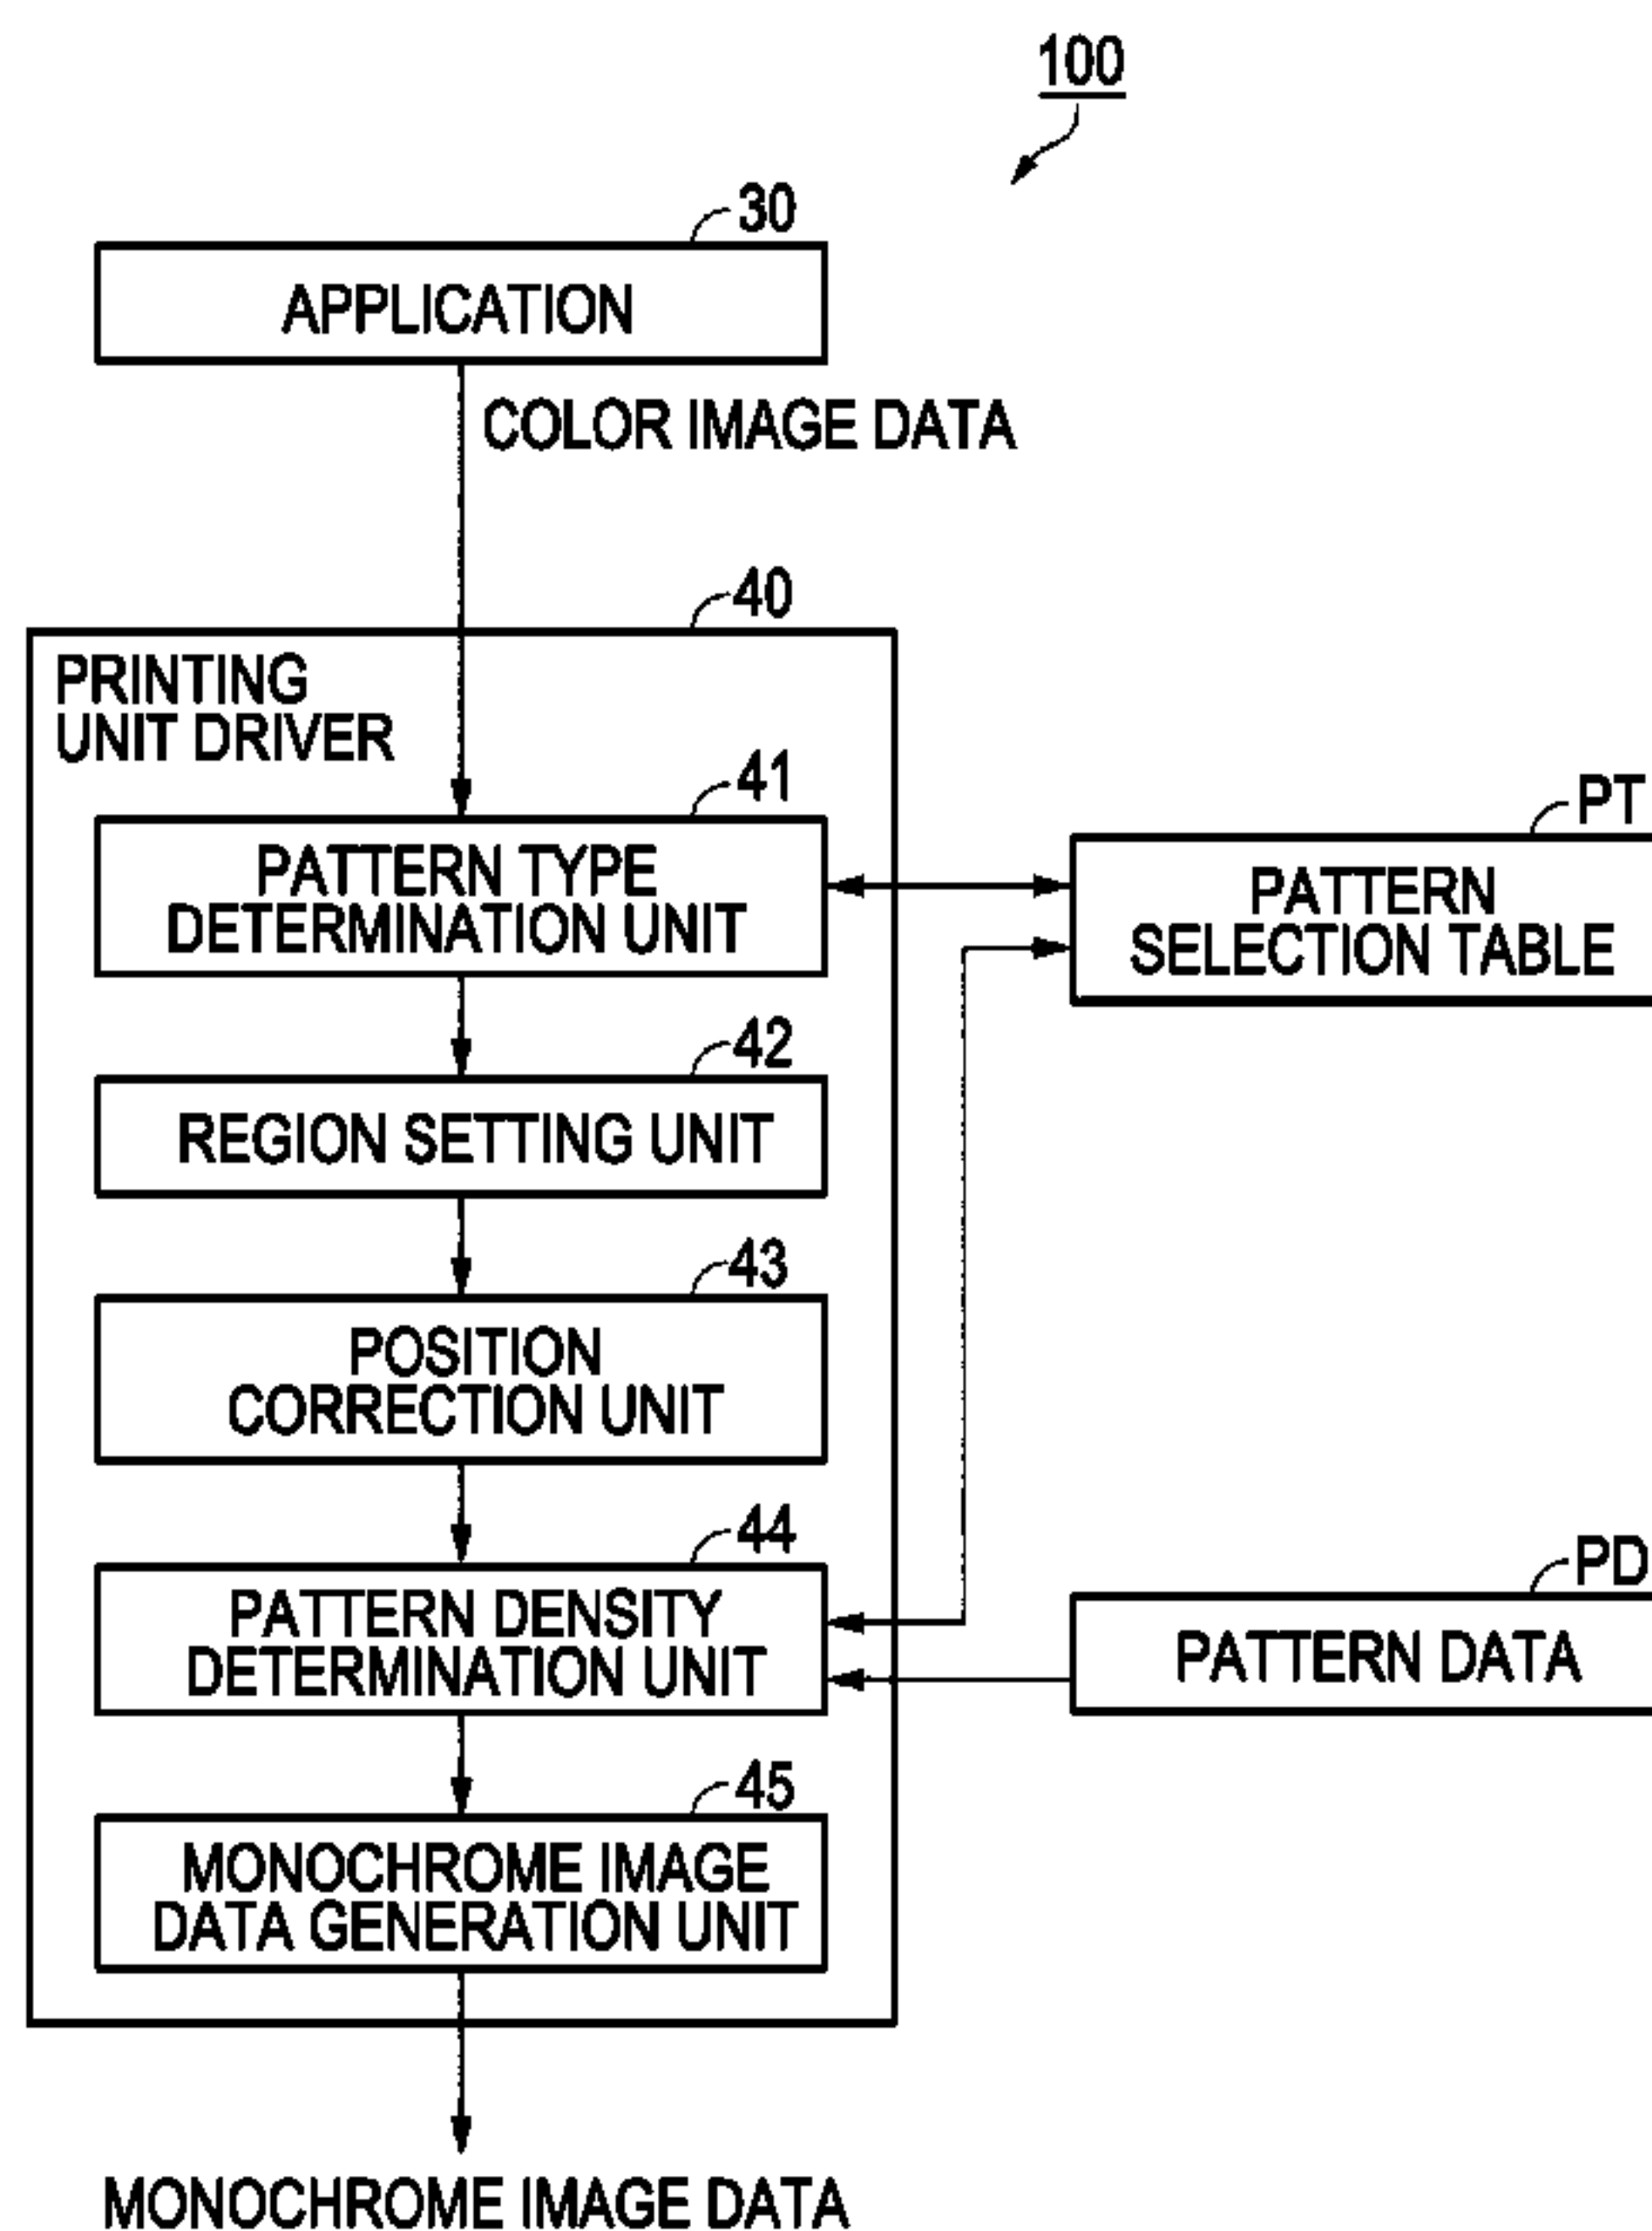 100
30
APPLICATION
COLOR IMAGE DATA
40
PRINTING
UNIT DRIVER
41
PATTERN TYPE
DETERMINATION UNIT
PT
PATTERN
SELECTION TABLE
42
REGION SETTING UNIT
43
POSITION
CORRECTION UNIT
44
PATTERN DENSITY
DETERMINATION UNIT
PD
PATTERN DATA
45
MONOCHROME IMAGE
DATA GENERATION UNIT
MONOCHROME IMAGE DATA